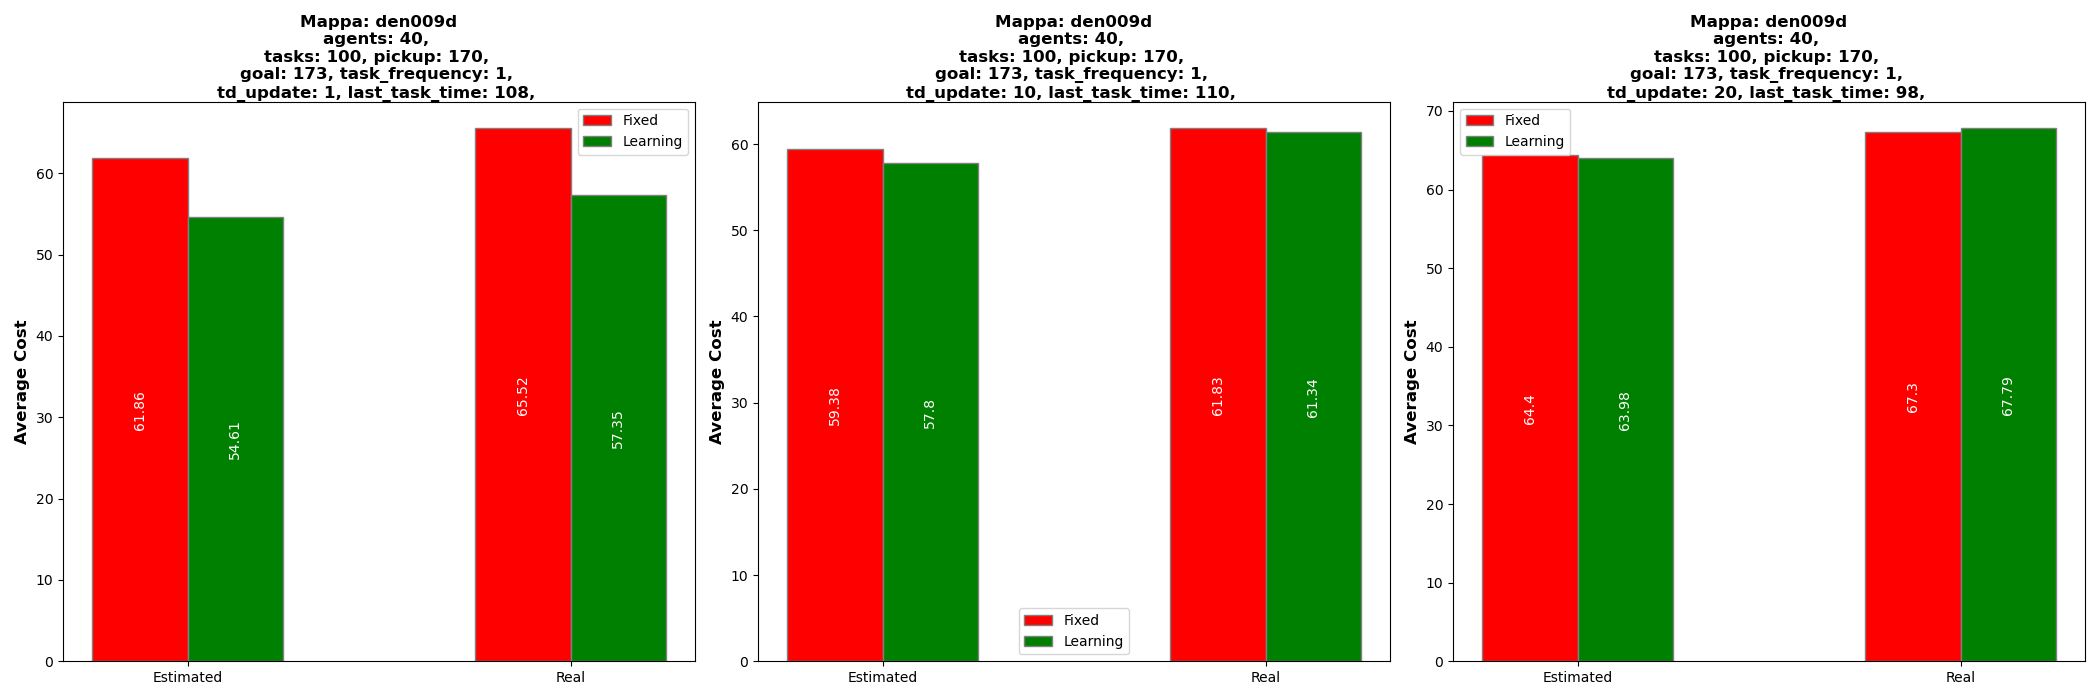 Mappa: den009d
agents: 40,
tasks: 100, pickup: 170,
goal: 173, task_frequency: 1,
td_update: 1, last_task_time: 108,
Fixed
Learning
60
50
40
30
20
10
0
Average Cost
61.86
54.61
65.52
57.35
Estimated
Real
Mappa: den009d
agents: 40,
tasks: 100, pickup: 170,
goal: 173, task_frequency: 1,
td_update: 10, last_task_time: 110,
60
50
40
30
20
10
0
Average Cost
59.38
57.8
61.83
61.34
Fixed
Learning
Estimated
Real
Mappa: den009d
agents: 40,
tasks: 100, pickup: 170,
goal: 173, task_frequency: 1,
td_update: 20, last_task_time: 98,
Fixed
Learning
70
60
50
40
30
20
10
0
Average Cost
64.4
63.98
67.3
67.79
Estimated
Real